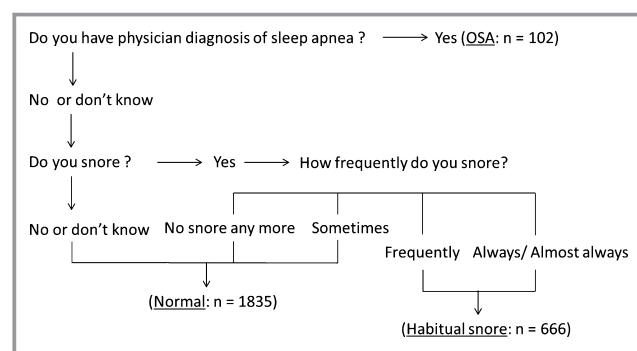 Do you have physician diagnosis of sleep apnea ? Yes (OSA: n = 102)
No or don't know
Do you snore ? Yes How frequently do you snore?
No or don't know No snore any more Sometimes
Frequently Always/ Almost always
(Normal: n = 1835)
(Habitual snore: n = 666)